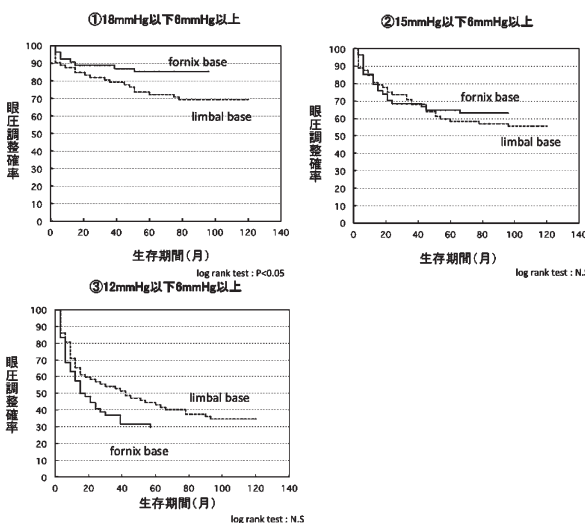 ①18mmHg以下6mmHg以上
100
90
80
70
60
50
40
30
20
10
0
眼圧調整確率
fornix base
limbal base
0 20 40 60 80 100 120 140
生存期間(月)
log rank test : P<0.05
②15mmHg以下6mmHg以上
100
90
80
70
60
50
40
30
20
10
0
眼圧調整確率
fornix base
limbal base
0 20 40 60 80 100 120 140
生存期間(月)
log rank test : N.S
③12mmHg以下6mmHg以上
100
90
80
70
60
50
40
30
20
10
0
眼圧調整確率
limbal base
fornix base
0 20 40 60 80 100 120 140
生存期間(月)
log rank test : N.S